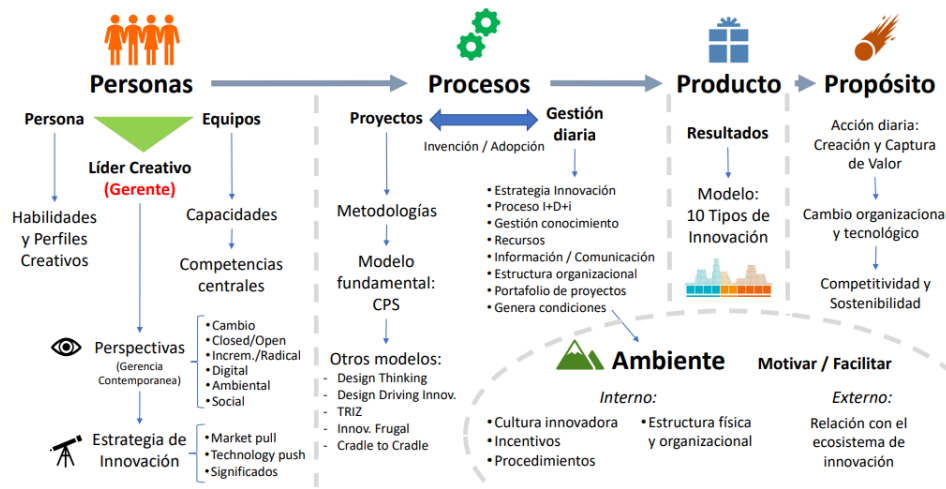 Personas
Procesos
Producto
Propósito
Persona
Equipos
Líder Creativo
(Gerente)
Habilidades
y Perfiles
Creativos
Capacidades
Competencias
centrales
Perspectivas
(Gerencia
Contemporanea)
• Cambio
• Closed/Open
• Increm./Radical
• Digital
• Ambiental
• Social
Estrategia de
Innovación
• Market pull
• Technology push
• Significados
Proyectos
Gestión
diaria
Invención / Adopción
Metodologías
Modelo
fundamental:
CPS
Otros modelos:
- Design Thinking
- Design Driving Innov.
- TRIZ
- Innov. Frugal
- Cradle to Cradle
• Estrategia Innovación
• Proceso I+D+i
• Gestión conocimiento
• Recursos
• Información / Comunicación
• Estructura organizacional
• Portafolio de proyectos
• Genera condiciones
Resultados
Modelo:
10 Tipos de
Innovación
Acción diaria:
Creación y Captura
de Valor
Cambio organizaciona
y tecnológico
Competitividad y
Sostenibilidad
Ambiente
Motivar / Facilitar
Interno:
• Cultura innovadora
• Incentivos
• Procedimientos
• Estructura física
y organizacional
Externo:
Relación con el
ecosistema de
innovación